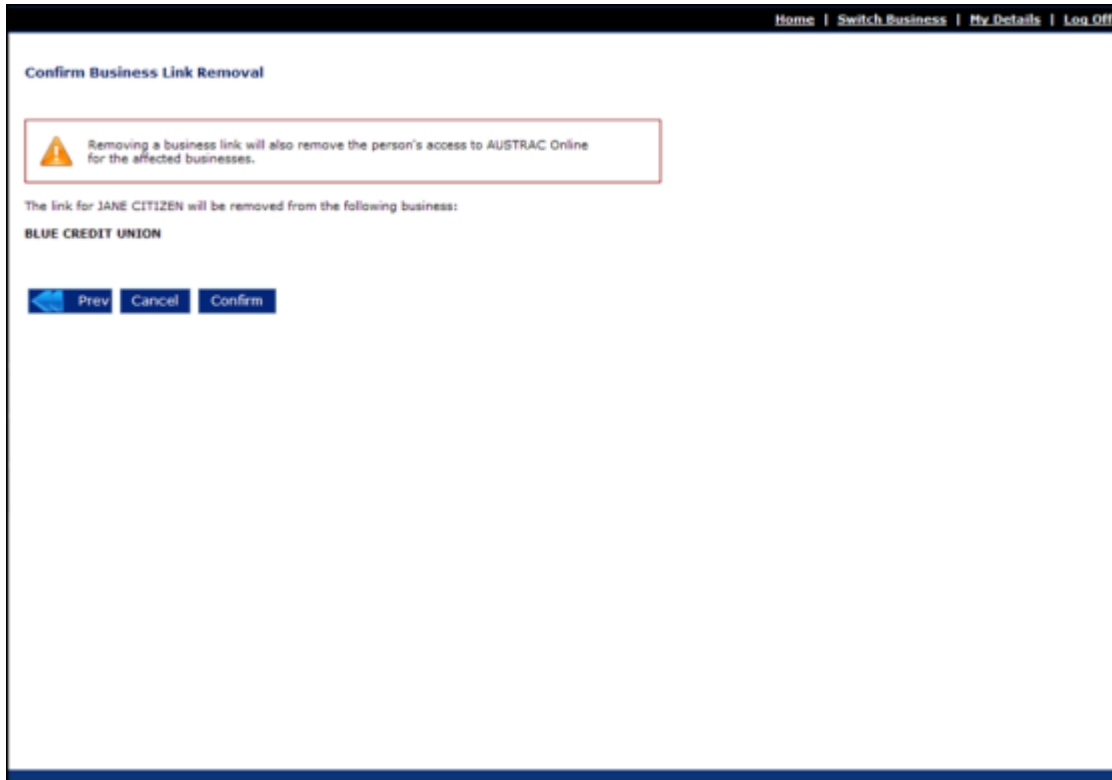 Home | Switch Business | My Details | Log Off
Confirm Business Link Removal
Removing a business link will also remove the person's access to AUSTRAC Online
for the affected businesses.
The link for JANE CITIZEN will be removed from the following business:
BLUE CREDIT UNION
Prev Cancel Confirm